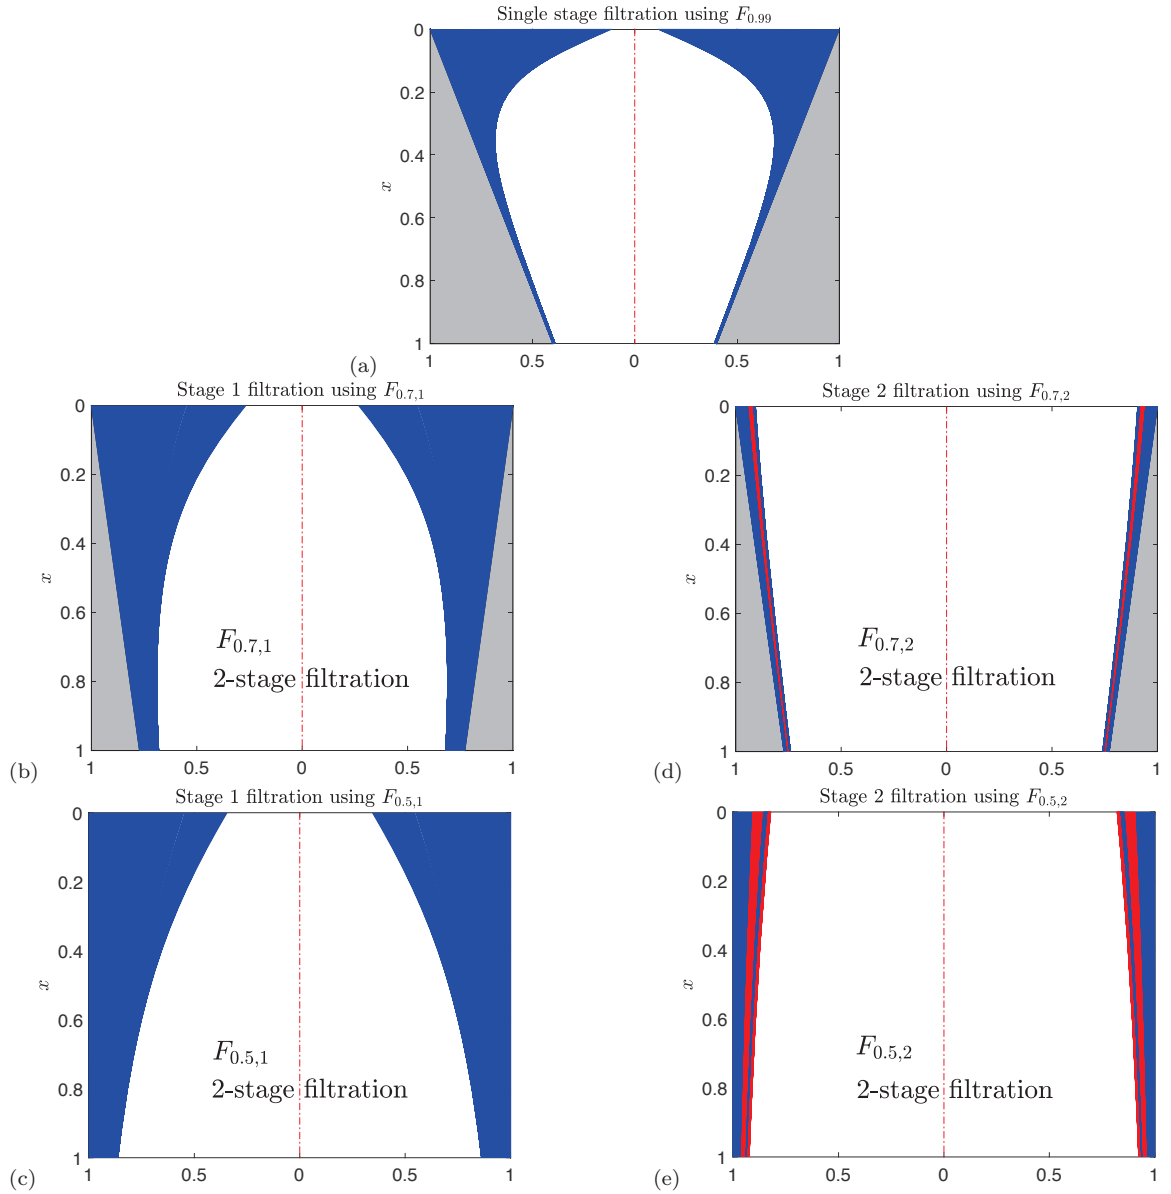 Single stage filtration using F0.99
0
0.2
0.4
0.6
0.8
1
x
1 0.5 0 0.5 1
(a)
Stage 1 filtration using F0.7,1
0
0.2
0.4
0.6
0.8
1
x
F0.7,1
2-stage filtration
1 0.5 0 0.5 1
(b)
Stage 2 filtration using F0.7,2
0
0.2
0.4
0.6
0.8
1
x
F0.7,2
2-stage filtration
1 0.5 0 0.5 1
(d)
Stage 1 filtration using F0.5,1
0
0.2
0.4
0.6
0.8
1
x
F0.5,1
2-stage filtration
1 0.5 0 0.5 1
(c)
Stage 2 filtration using F0.5,2
0
0.2
0.4
0.6
0.8
1
x
F0.5,2
2-stage filtration
1 0.5 0 0.5 1
(e)